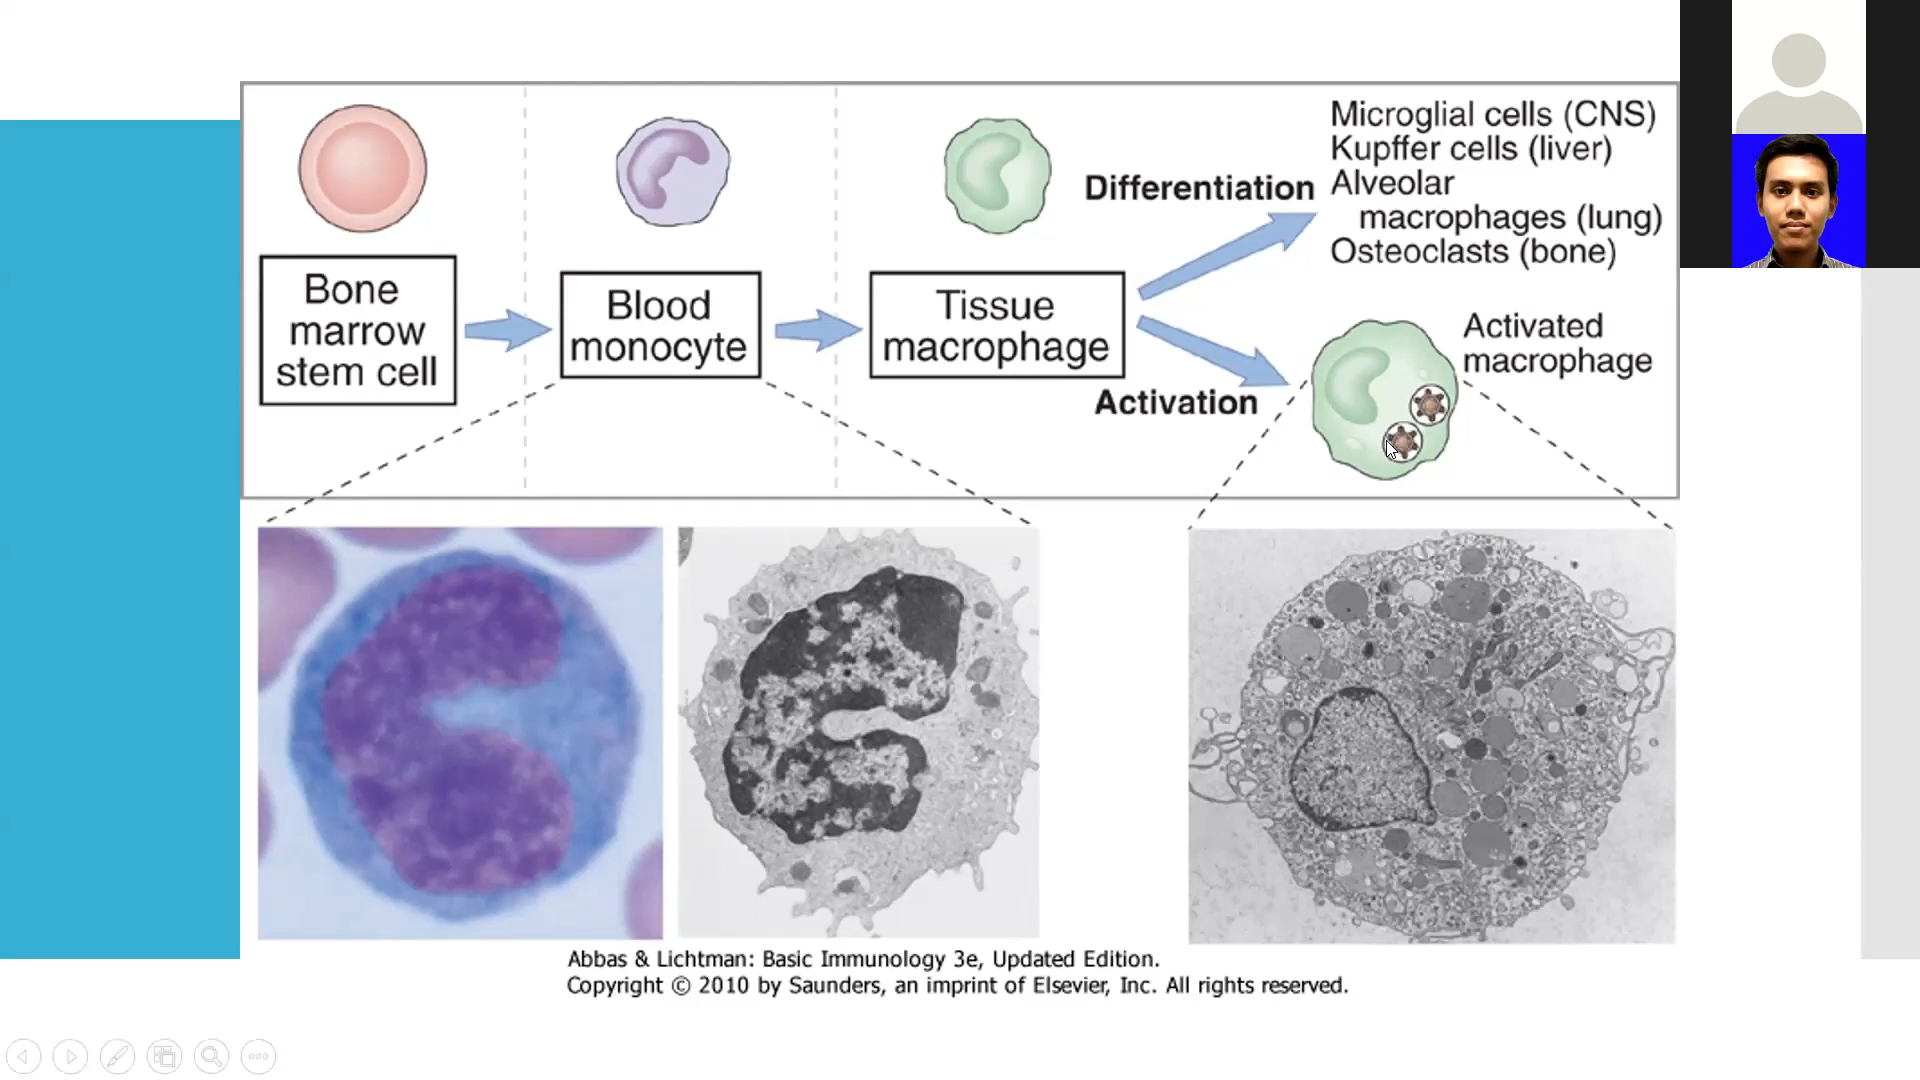 Bone
marrow
stem cell
Blood
monocyte
Tissue
macrophage
Differentiation
Microglial cells (CNS)
Kupffer cells (liver)
Alveolar
macrophages (lung)
Osteoclasts (bone)
Activation
Activated
macrophage
Abbas & Lichtman: Basic Immunology 3e, Updated Edition.
Copyright © 2010 by Saunders, an imprint of Elsevier, Inc. All rights reserved.